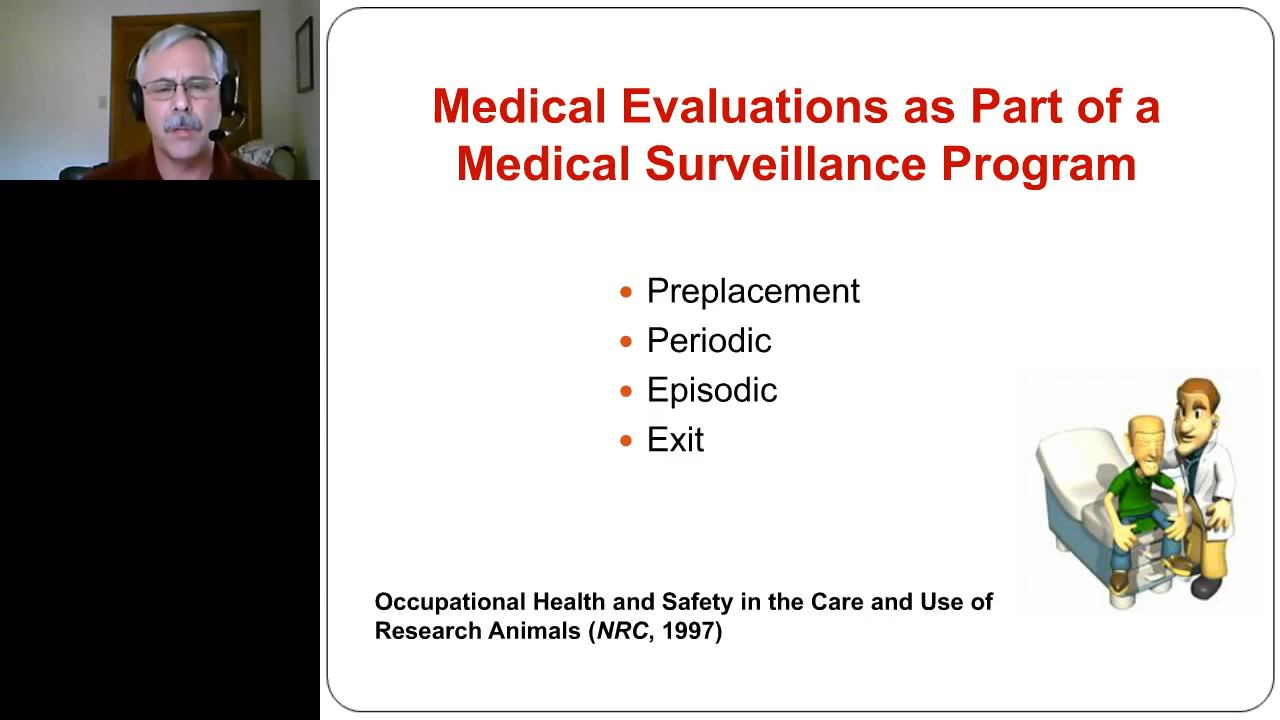 Medical Evaluations as Part of a
Medical Surveillance Program
• Preplacement
• Periodic
• Episodic
• Exit
Occupational Health and Safety in the Care and Use of
Research Animals (NRC, 1997)